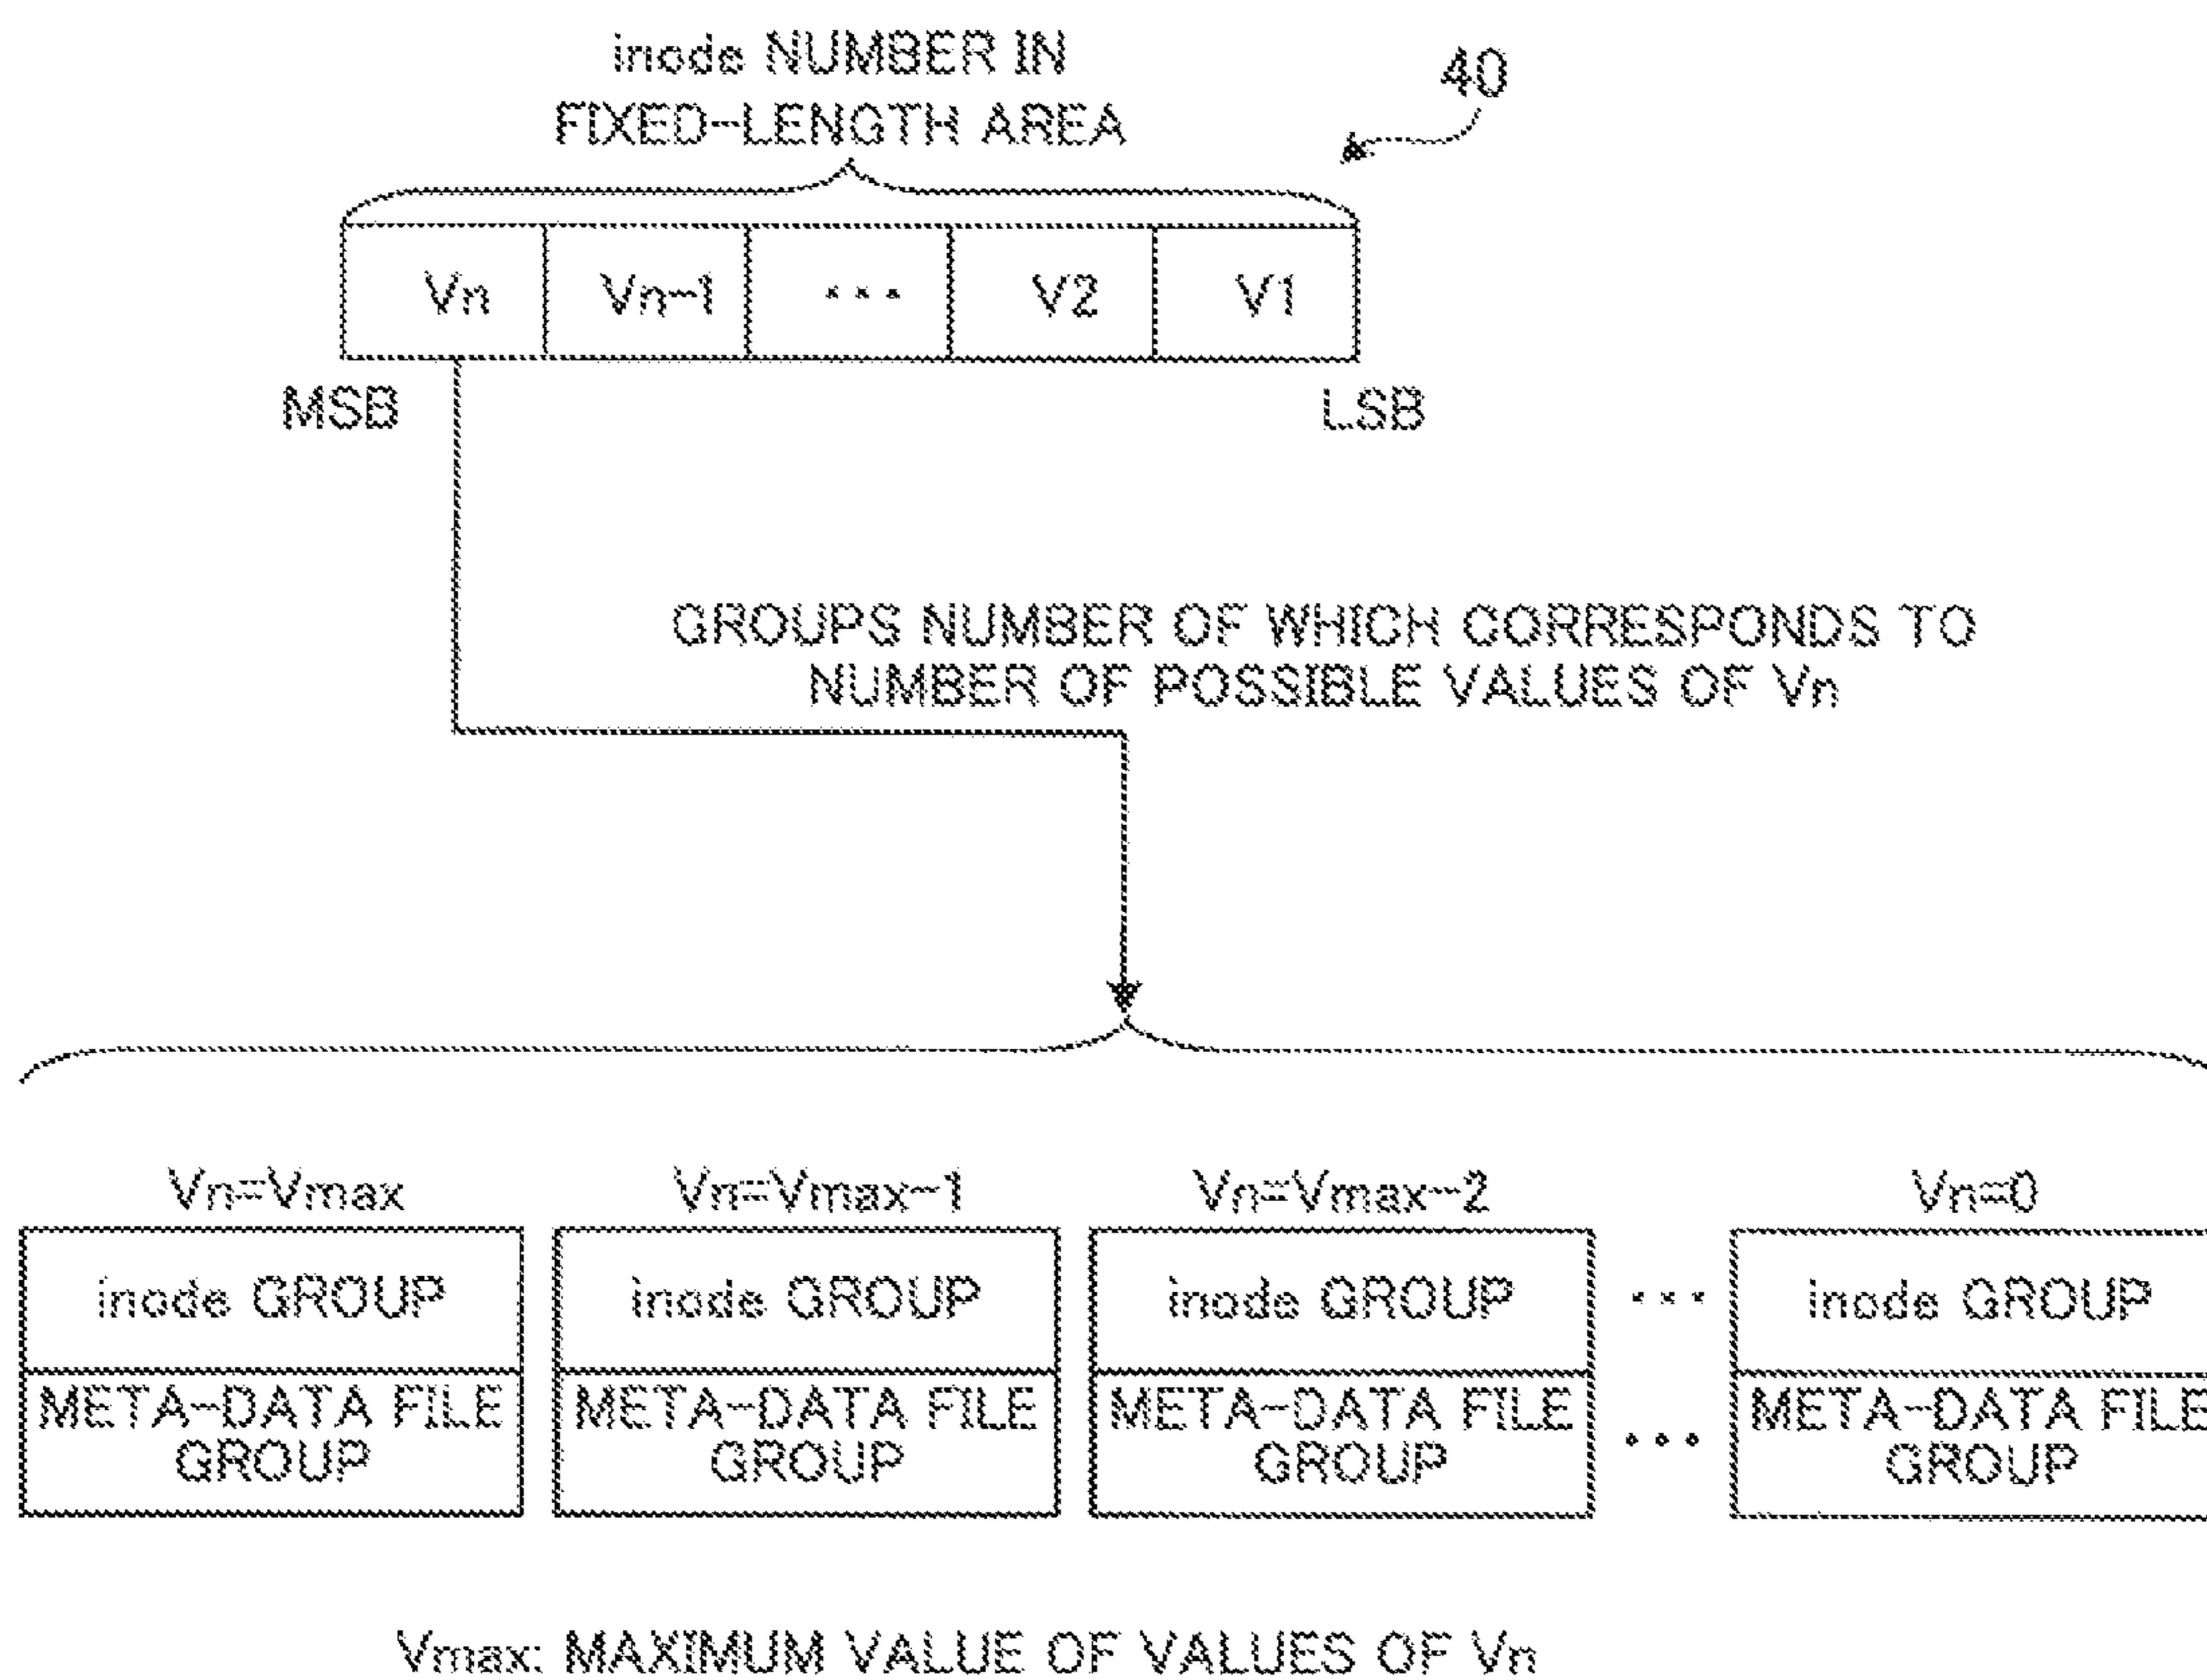 inode NUMBER IN
FIXED-LENGTH AREA
40
Vn Vn-1 ... V2 V1
MSB LSB
GROUPS NUMBER OF WHICH CORRESPONDS TO
NUMBER OF POSSIBLE VALUES OF Vn
Vn=Vmax Vn=Vmax-1 Vn=Vmax-2 Vn=0
inode GROUP inode GROUP inode GROUP ... inode GROUP
META-DATA FILE META-DATA FILE META-DATA FILE META-DATA FILE
GROUP GROUP GROUP ... GROUP
Vmax: MAXIMUM VALUE OF VALUES OF Vn